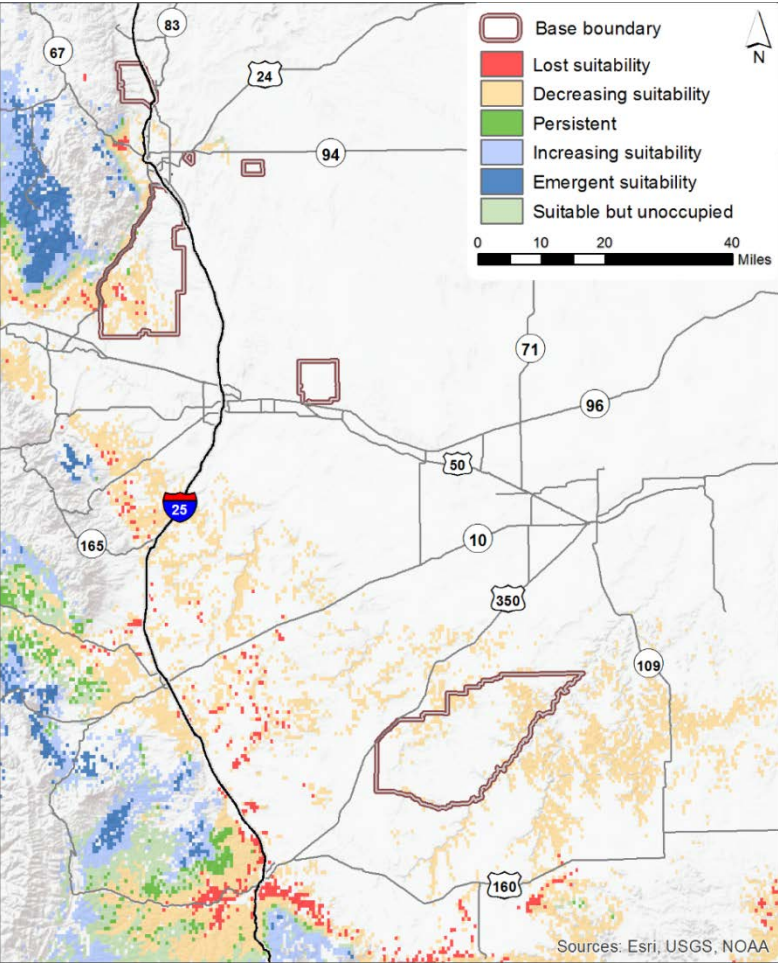 83
67
24
94
Base boundary
Lost suitability
Decreasing suitability
Persistent
Increasing suitability
Emergent suitability
Suitable but unoccupied
N
0 10 20 40
Miles
71
96
50
25
165
10
350
109
160
Sources: Esri, USGS, NOAA